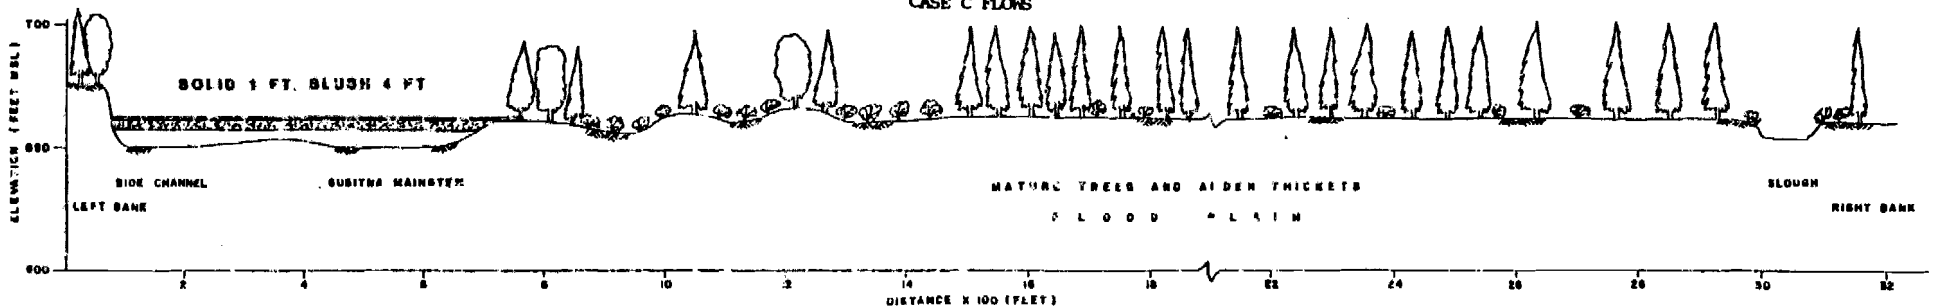 CASE C FLOWS
700
SOLID 1 FT, SLUSH 4 FT
ELEVATION (FEET MSL)
650
SIDE CHANNEL
SUSITNA MAINSTEM
MATURE TREES AND ALDER THICKETS
SLOUGH
LEFT BANK
RIGHT BANK
FLOOD PLAIN
600
2 4 6 8 10 12 14 16 18 22 24 26 28 30 32
DISTANCE X 100 (FEET)